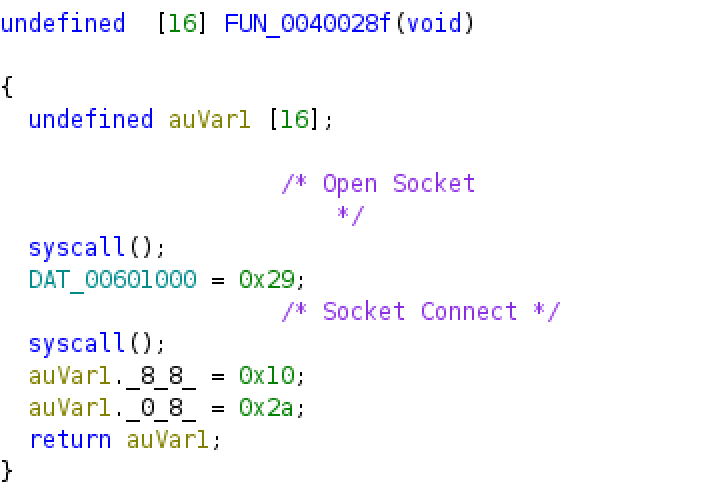 undefined  [16] FUN_0040028f(void)
{
undefined auVar1 [16];
/* Open Socket
*/
syscall();
DAT_00601000 = 0x29;
/* Socket Connect */
syscall();
auVar1._8_8_ = 0x10;
auVar1._0_8_ = 0x2a;
return auVar1;
}